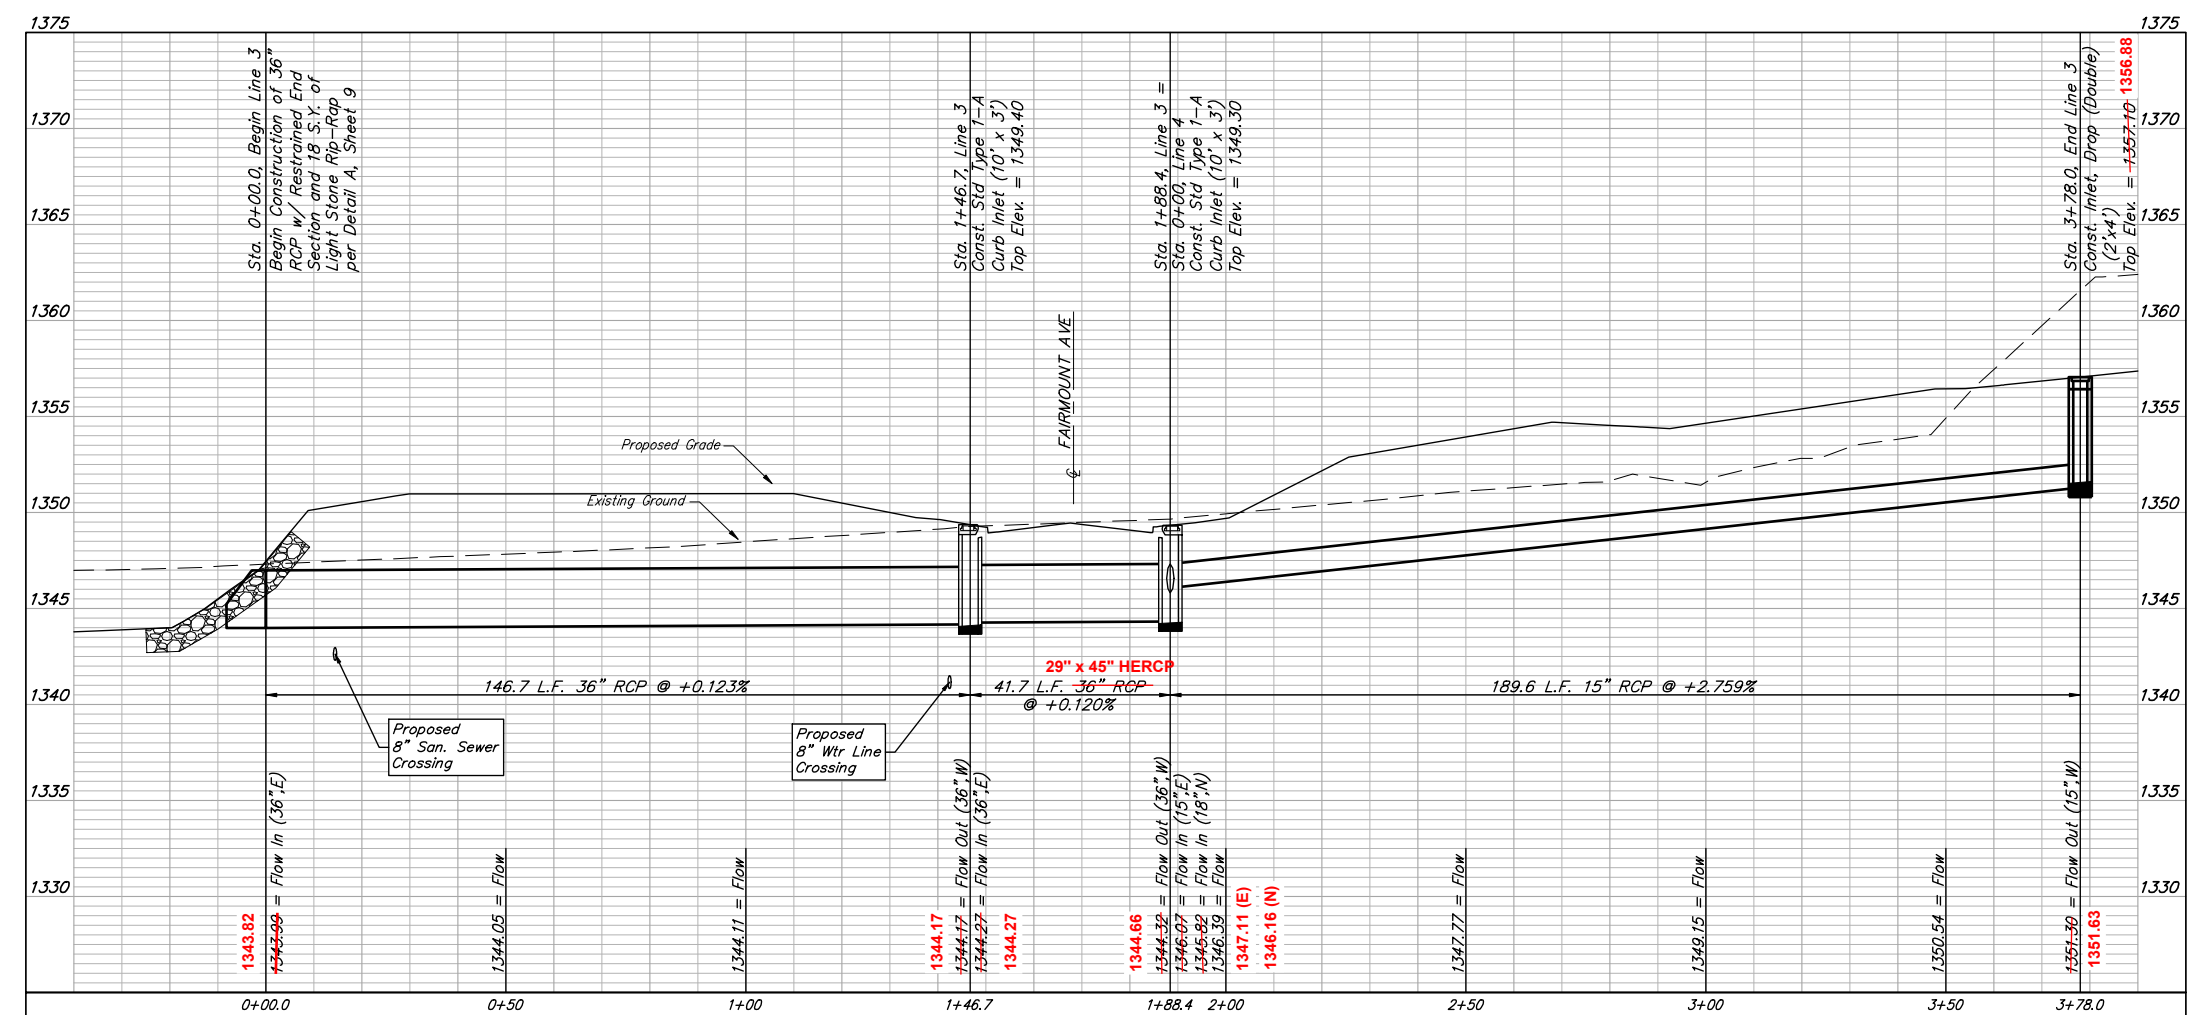 1375
1375
1370
1370
1365
1365
1360
1360
1355
1355
1350
1350
1345
1345
1340
1340
1335
1335
1330
1330
Sta. 0+00.0, Begin Line 3
Begin Construction of 36"
RCP w/ Restrained End
Section and 18 S.Y. of
Light Stone Rip-Rap
per Detail A, Sheet 9
Sta. 1+46.7, Line 3
Const. Std Type 1-A
Curb Inlet (10' x 3')
Top Elev. = 1349.40
Sta. 1+88.4, Line 3 =
Sta. 0+00, Line 4
Const. Std Type 1-A
Curb Inlet (10' x 3')
Top Elev. = 1349.30
Sta. 3+78.0, End Line 3
Const. Inlet, Drop (Double)
(2'x4')
Top Elev. = 1357.10 1356.88
℄ FAIRMOUNT AVE
Proposed Grade
Existing Ground
29" x 45" HERCP
146.7 L.F. 36" RCP @ +0.123%
41.7 L.F. 36" RCP
@ +0.120%
189.6 L.F. 15" RCP @ +2.759%
Proposed
8" San. Sewer
Crossing
Proposed
8" Wtr Line
Crossing
1343.82
1343.99 = Flow In (36",E)
1344.05 = Flow
1344.11 = Flow
1344.17
1344.17 = Flow Out (36",W)
1344.27 = Flow In (36",E)
1344.27
1344.66
1344.32 = Flow Out (36",W)
1346.07 = Flow In (15",E)
1345.82 = Flow In (18",N)
1346.39 = Flow
1347.11 (E)
1346.16 (N)
1347.77 = Flow
1349.15 = Flow
1350.54 = Flow
1351.30 = Flow Out (15",W)
1351.63
0+00.0
0+50
1+00
1+46.7
1+88.4
2+00
2+50
3+00
3+50
3+78.0